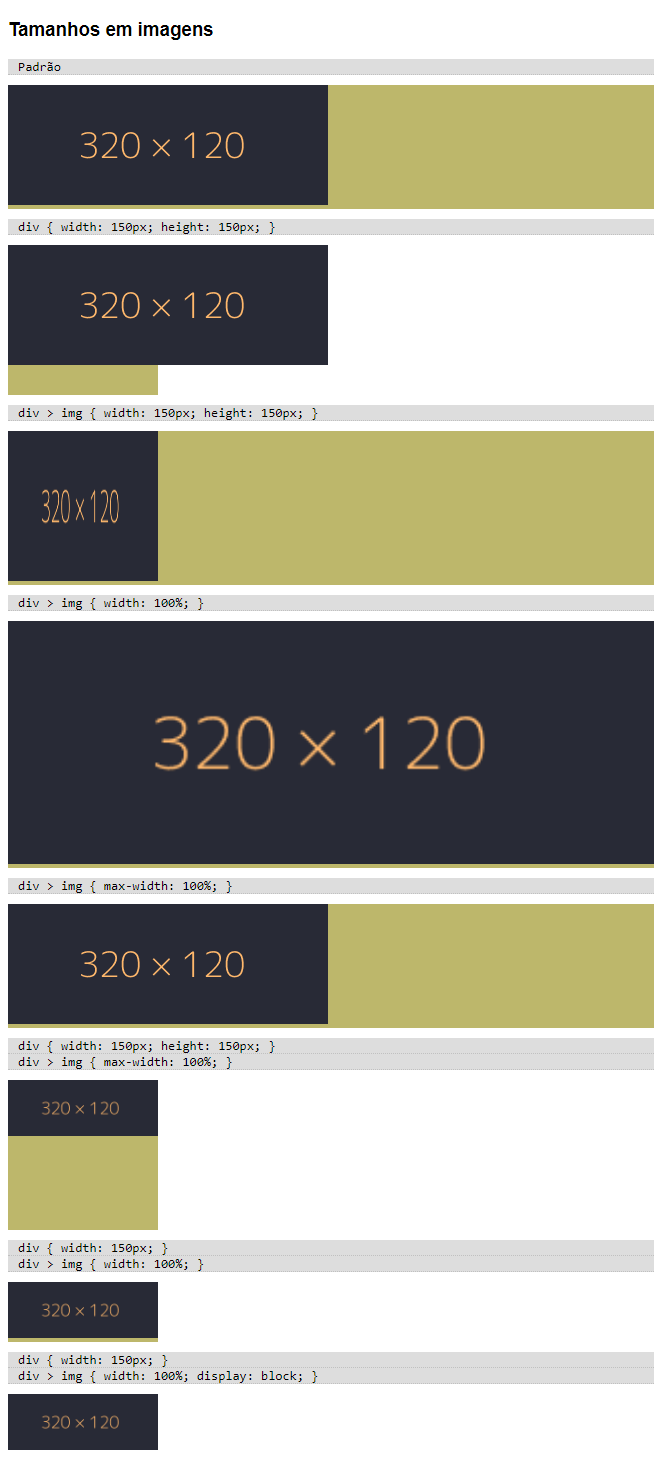 Tamanhos em imagens
Padrão
320 × 120
div { width: 150px; height: 150px; }
320 × 120
div > img { width: 150px; height: 150px; }
320 × 120
div > img { width: 100%; }
320 × 120
div > img { max-width: 100%; }
320 × 120
div { width: 150px; height: 150px; }
div > img { max-width: 100%; }
320 × 120
div { width: 150px; }
div > img { width: 100%; }
320 × 120
div { width: 150px; }
div > img { width: 100%; display: block; }
320 × 120